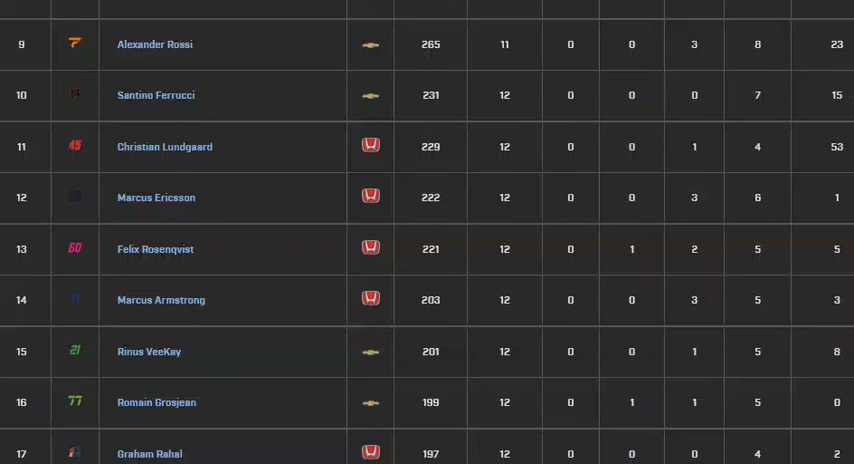 9 7 Alexander Rossi 265 11 0 0 3 8 23
10 14 Santino Ferrucci 231 12 0 0 0 7 15
11 45 Christian Lundgaard 229 12 0 0 1 4 53
12 Marcus Ericsson 222 12 0 0 3 6 1
13 60 Felix Rosenqvist 221 12 0 1 2 5 5
14 11 Marcus Armstrong 203 12 0 0 3 5 3
15 21 Rinus VeeKay 201 12 0 0 1 5 8
16 77 Romain Grosjean 199 12 0 1 1 5 0
17 Graham Rahal 197 12 0 0 0 4 2